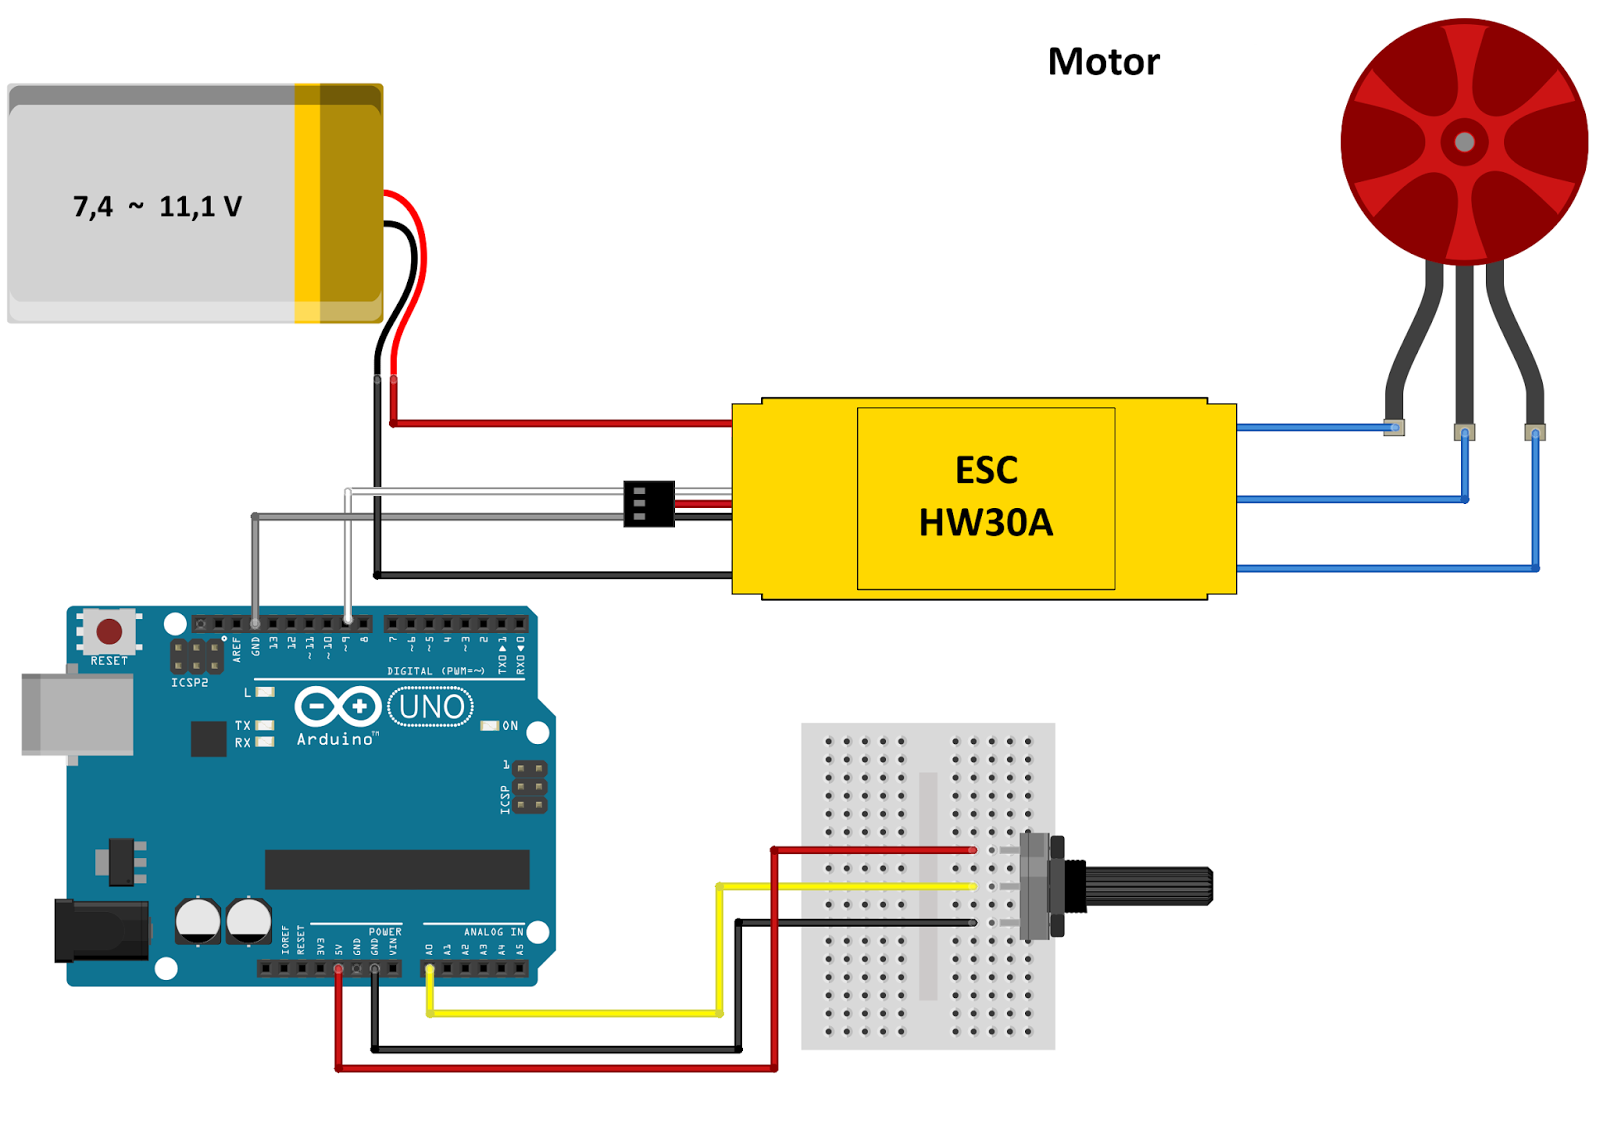 Motor
7,4 ~ 11,1 V
ESC
HW30A
RESET
ICSP2
AREF
GND
13
12
~11
~10
~9
8
7
~6
~5
4
~3
2
TX0▶1
RX0◀0
DIGITAL (PWM=~)
L
TX
RX
UNO
ON
Arduino™
1
ICSP
IOREF
RESET
3V3
5V
GND
GND
VIN
POWER
ANALOG IN
A0
A1
A2
A3
A4
A5